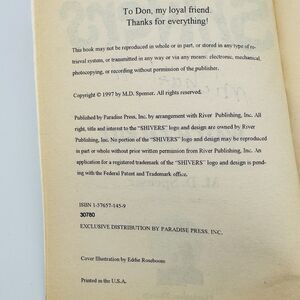 To Don, my loyal friend.
Thanks for everything!
This book may not be reproduced in whole or in part, or stored in any type of re-
trieval system, or transmitted in any way or via any means: electronic, mechanical,
photocopying, or recording without permission of the publisher.
Copyright © 1997 by M.D. Spenser. All rights reserved.
Published by Paradise Press, Inc. by arrangement with River Publishing, Inc. All
right, title and interest to the "SHIVERS" logo and design are owned by River
Publishing, Inc. No portion of the "SHIVERS" logo and design may be reproduced
in part or whole without prior written permission from River Publishing, Inc. An
application for a registered trademark of the "SHIVERS" logo and design is pend-
ing with the Federal Patent and Trademark office.
ISBN 1-57657-145-9
30780
EXCLUSIVE DISTRIBUTION BY PARADISE PRESS, INC.
Cover Illustration by Eddie Roseboom
Printed in the U.S.A.